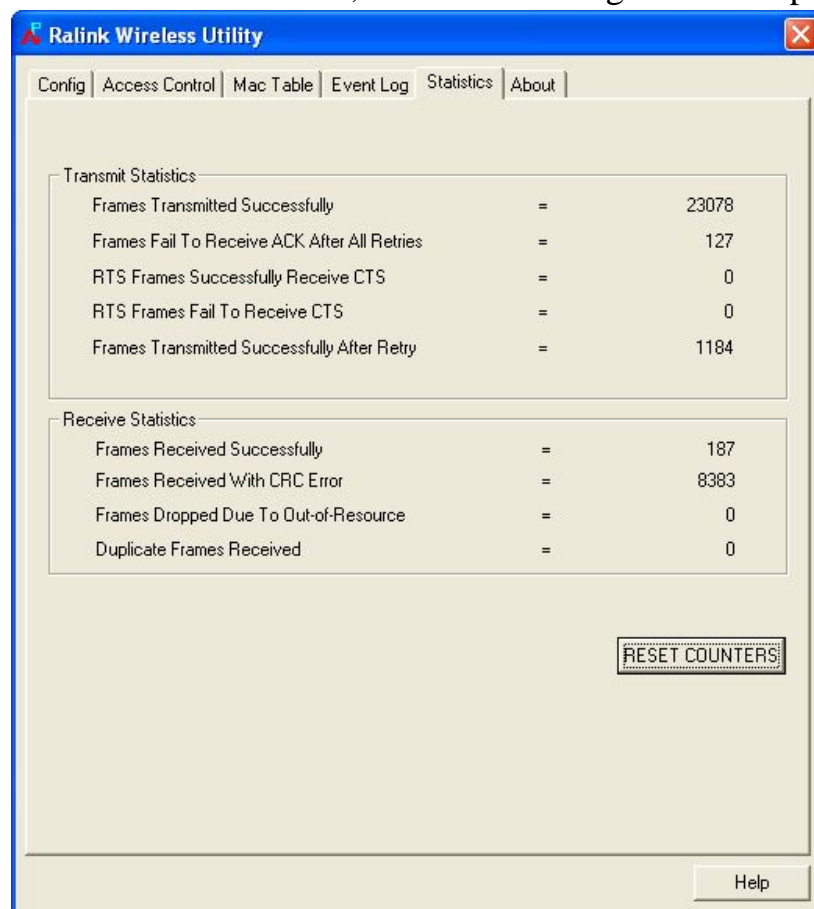 Ralink Wireless Utility
Config Access Control Mac Table Event Log Statistics About
Transmit Statistics
Frames Transmitted Successfully = 23078
Frames Fail To Receive ACK After All Retries = 127
RTS Frames Successfully Receive CTS = 0
RTS Frames Fail To Receive CTS = 0
Frames Transmitted Successfully After Retry = 1184
Receive Statistics
Frames Received Successfully = 187
Frames Received With CRC Error = 8383
Frames Dropped Due To Out-of-Resource = 0
Duplicate Frames Received = 0
RESET COUNTERS
Help